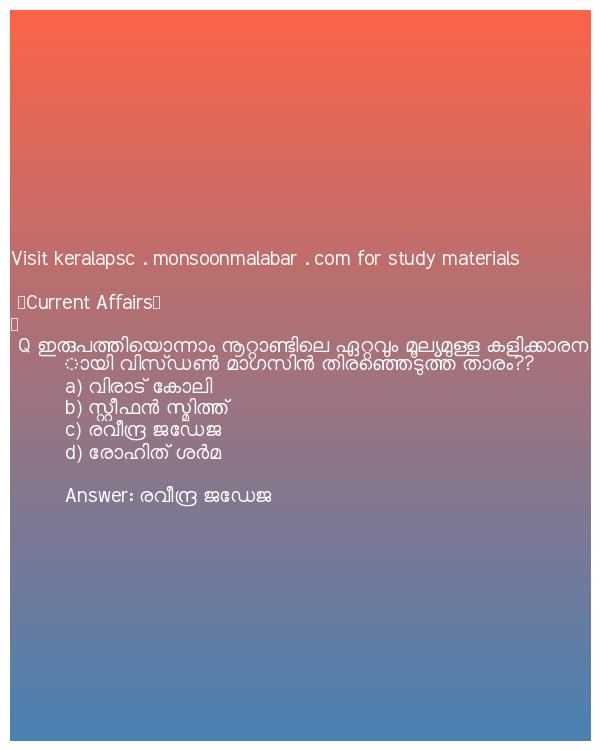 Visit keralapsc . monsoonmalabar . com for study materials
Current Affairs
Q ഇരുപത്തിയൊന്നാം നൂറ്റാണ്ടിലെ ഏറ്റവും മൂല്യമുള്ള കളിക്കാരന
ായി വിസ്ഡൺ മാഗസിൻ തിരഞ്ഞെടുത്ത താരം??
a) വിരാട് കോലി
b) സ്റ്റീഫൻ സ്മിത്ത്
c) രവീന്ദ്ര ജഡേജ
d) രോഹിത് ശർമ
Answer: രവീന്ദ്ര ജഡേജ